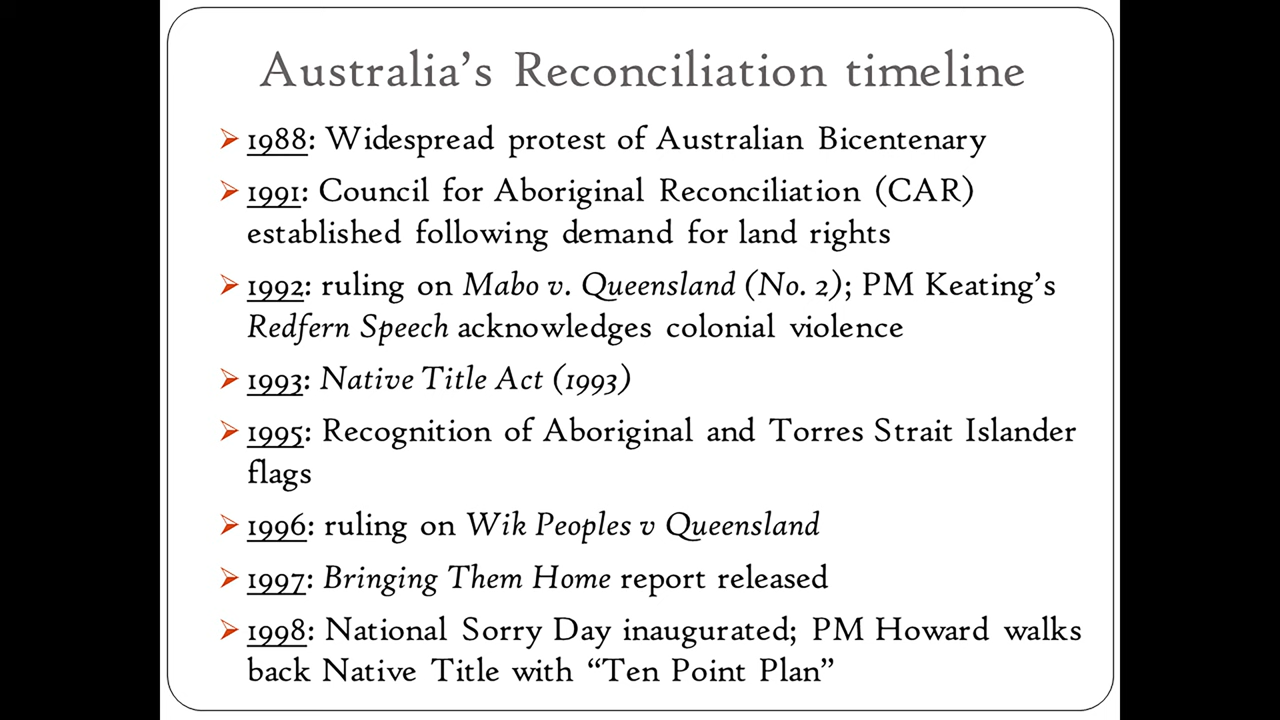 Australia’s Reconciliation timeline
1988: Widespread protest of Australian Bicentenary
1991: Council for Aboriginal Reconciliation (CAR)
established following demand for land rights
1992: ruling on Mabo v. Queensland (No. 2); PM Keating’s
Redfern Speech acknowledges colonial violence
1993: Native Title Act (1993)
1995: Recognition of Aboriginal and Torres Strait Islander
flags
1996: ruling on Wik Peoples v Queensland
1997: Bringing Them Home report released
1998: National Sorry Day inaugurated; PM Howard walks
back Native Title with “Ten Point Plan”